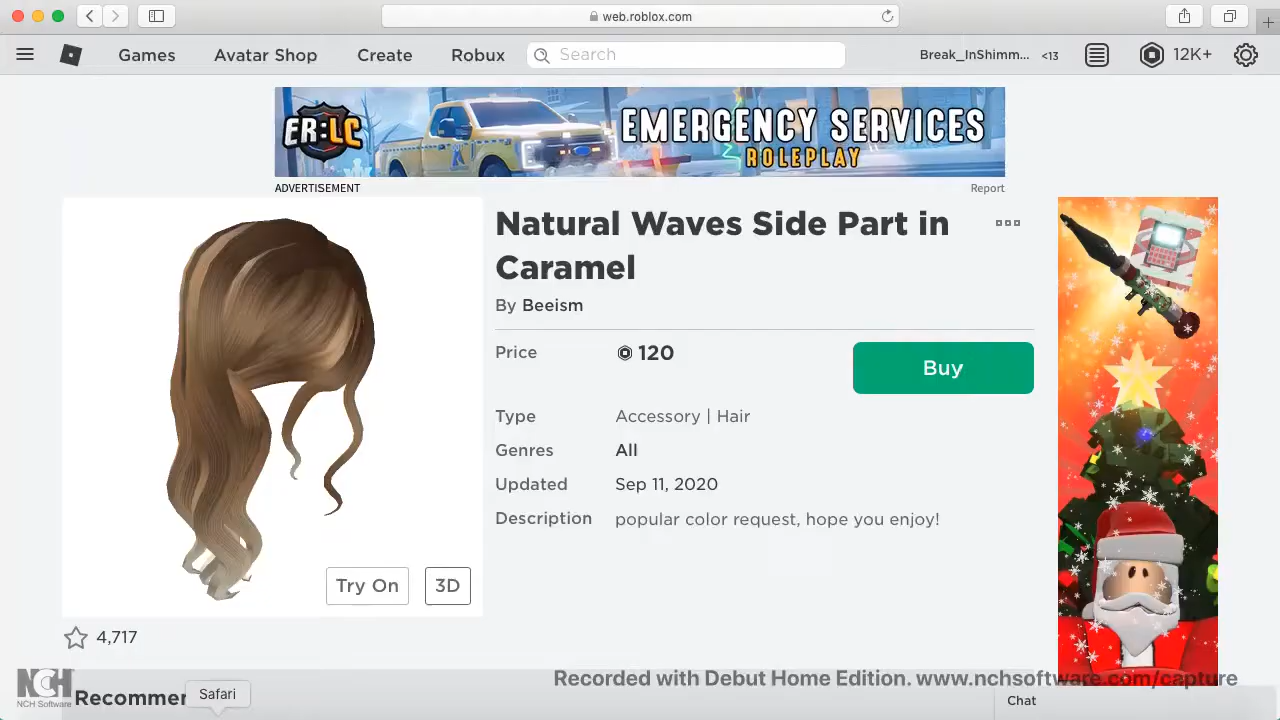 web.roblox.com
Games
Avatar Shop
Create
Robux
Search
Break_InShimm...
<13
12K+
ER:LC
EMERGENCY SERVICES
ROLEPLAY
ADVERTISEMENT
Report
Natural Waves Side Part in
Caramel
By Beeism
Price
120
Buy
Type
Accessory | Hair
Genres
All
Updated
Sep 11, 2020
Description
popular color request, hope you enjoy!
Try On
3D
4,717
NCH
NCH Software
Recommen
Safari
Recorded with Debut Home Edition. www.nchsoftware.com/capture
Chat